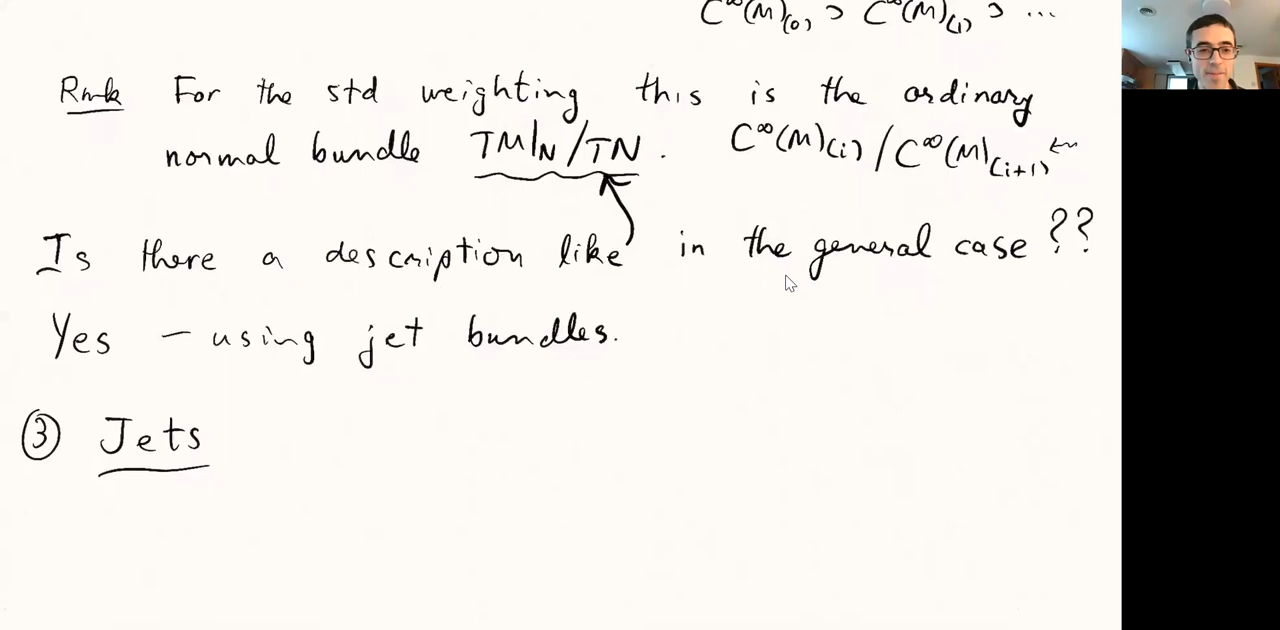 C^∞(M)_(0) ⊃ C^∞(M)_(1) ⊃ ...
Rmk For the std weighting this is the ordinary
normal bundle TM|_N/TN. C^∞(M)_(i) / C^∞(M)_(i+1) ←
Is there a description like in the general case ??
Yes – using jet bundles.
③ Jets